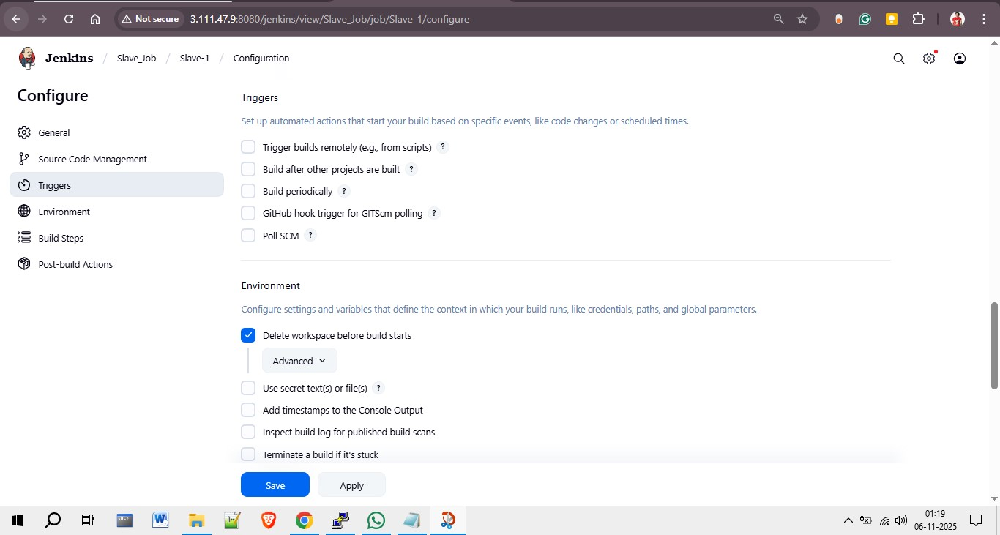 Not secure 3.111.47.9:8080/jenkins/view/Slave_Job/job/Slave-1/configure
Jenkins / Slave_Job / Slave-1 / Configuration
Configure
General
Source Code Management
Triggers
Environment
Build Steps
Post-build Actions
Triggers
Set up automated actions that start your build based on specific events, like code changes or scheduled times.
Trigger builds remotely (e.g., from scripts) ?
Build after other projects are built ?
Build periodically ?
GitHub hook trigger for GITScm polling ?
Poll SCM ?
Environment
Configure settings and variables that define the context in which your build runs, like credentials, paths, and global parameters.
Delete workspace before build starts
Advanced
Use secret text(s) or file(s) ?
Add timestamps to the Console Output
Inspect build log for published build scans
Terminate a build if it's stuck
Save Apply
01:19
06-11-2025